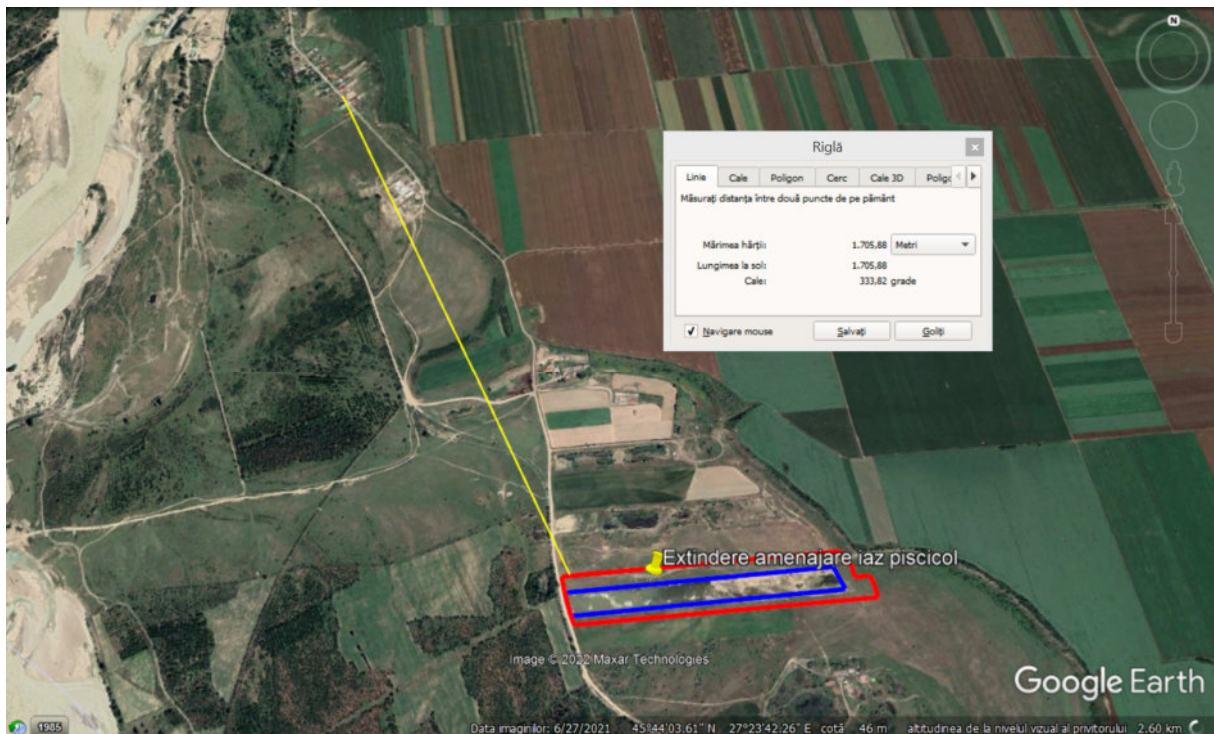 N
Riglă
Linie Cale Poligon Cerc Cale 3D Poligo
Măsurați distanța între două puncte de pe pământ
Mărimea hărții: 1.705,88 Metri
Lungimea la sol: 1.705,88
Cale: 333,82 grade
Navigare mouse Salvați Goliți
Extindere amenajare iaz piscicol
Image © 2022 Maxar Technologies
Google Earth
1985 Data imaginilor: 6/27/2021 45°44'03.61" N 27°23'42.26" E cotă 46 m altitudinea de la nivelul vizual al privitorului 2.60 km